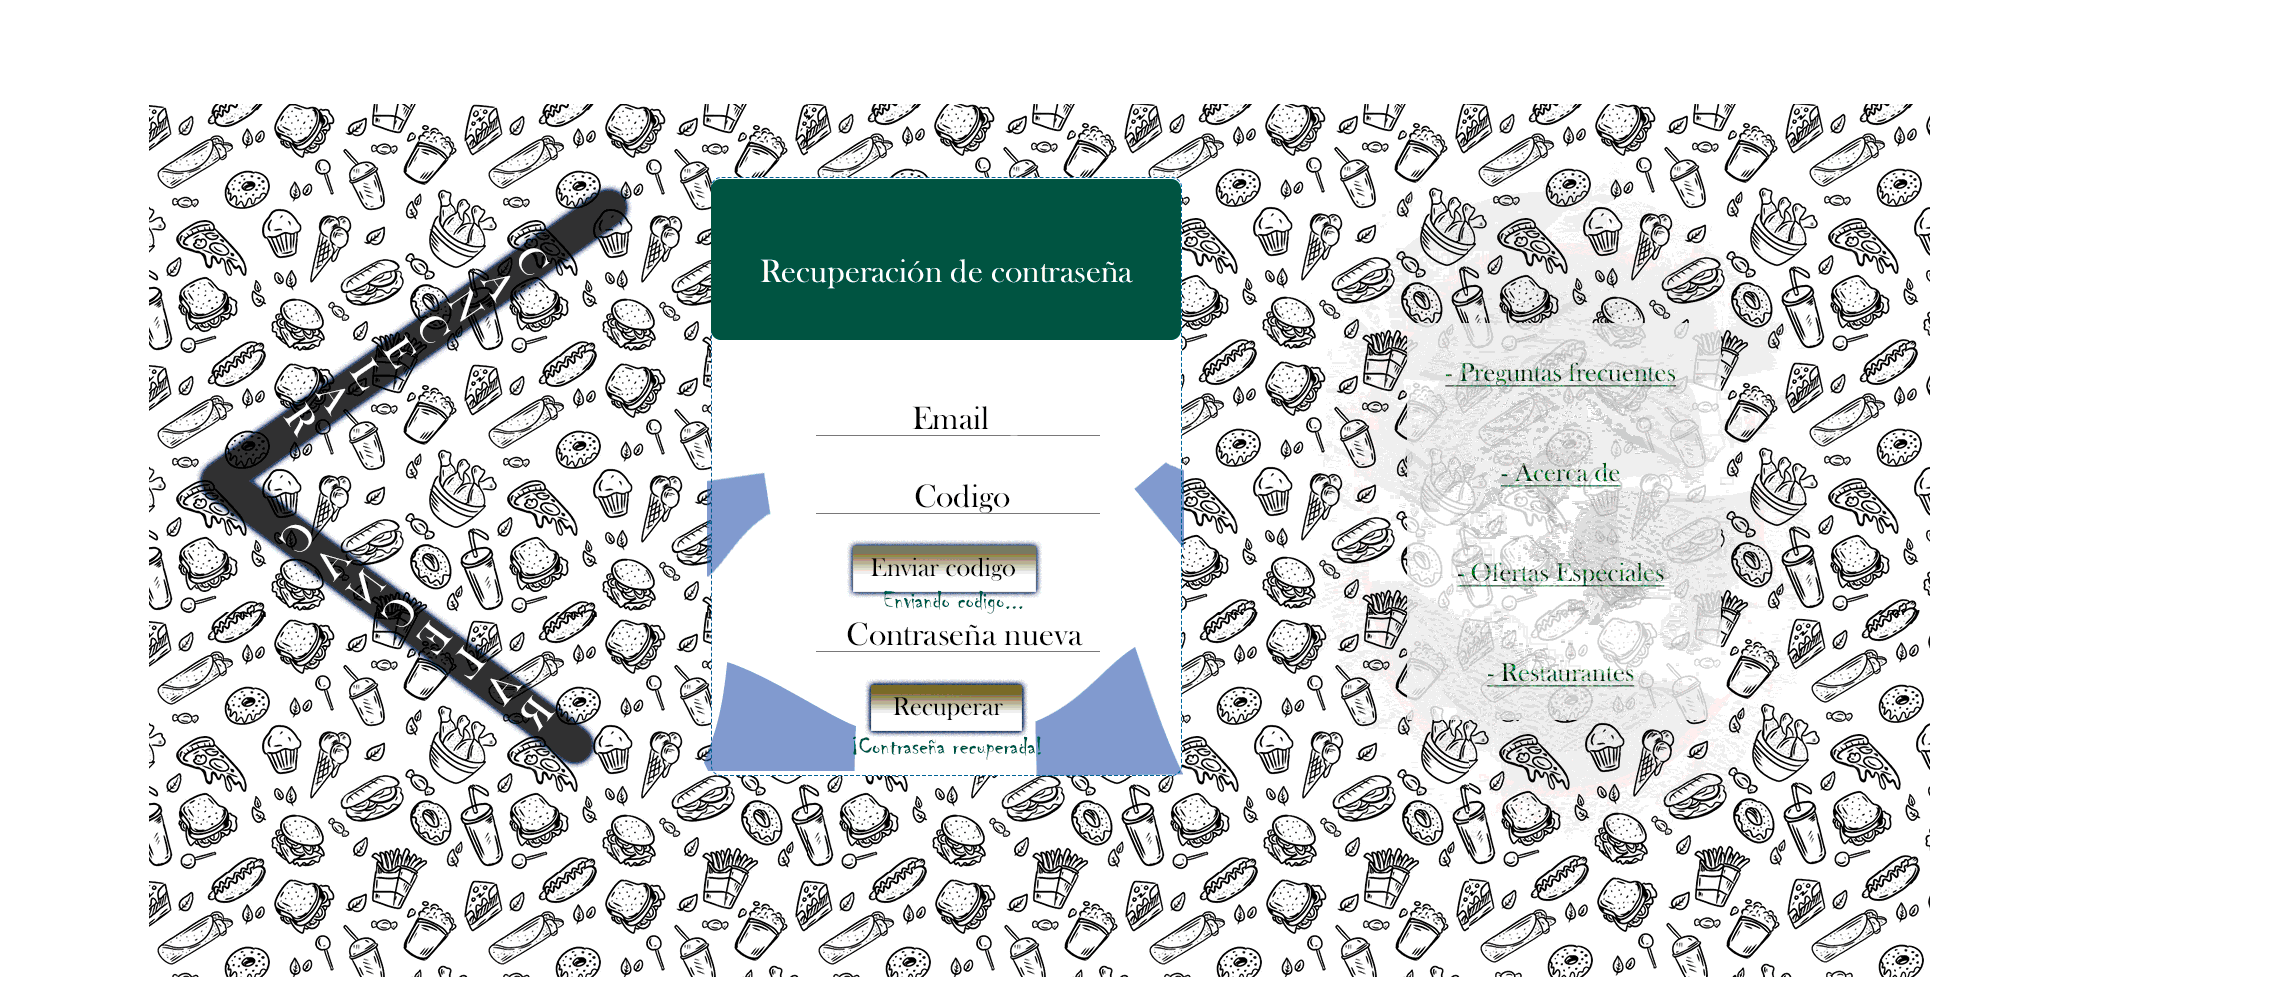 CANCELAR
CANCELAR
Recuperación de contraseña
Email
Codigo
Enviar codigo
Enviando codigo...
Contraseña nueva
Recuperar
¡Contraseña recuperada!
- Preguntas frecuentes
- Acerca de
- Ofertas Especiales
- Restaurantes